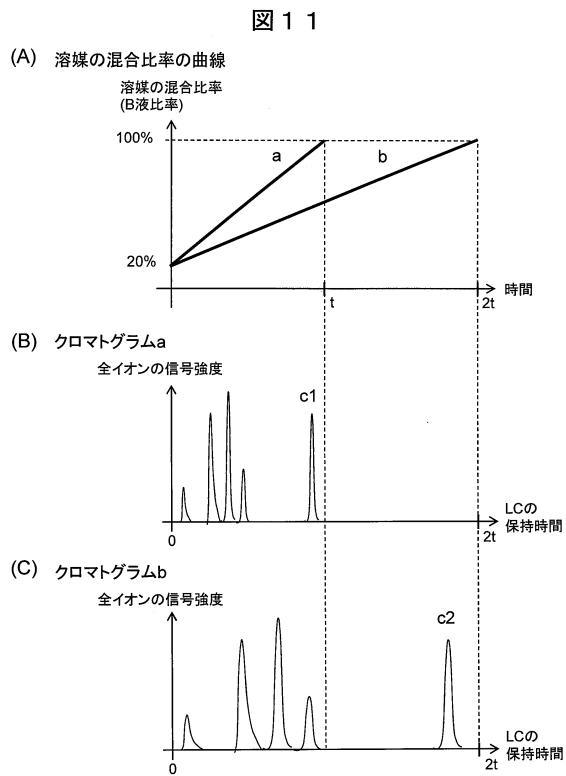 図１１
(A) 溶媒の混合比率の曲線
溶媒の混合比率
(B液比率)
100%
a
b
20%
時間
t
2t
(B) クロマトグラムa
全イオンの信号強度
c1
LCの
保持時間
0
2t
(C) クロマトグラムb
全イオンの信号強度
c2
LCの
保持時間
0
2t